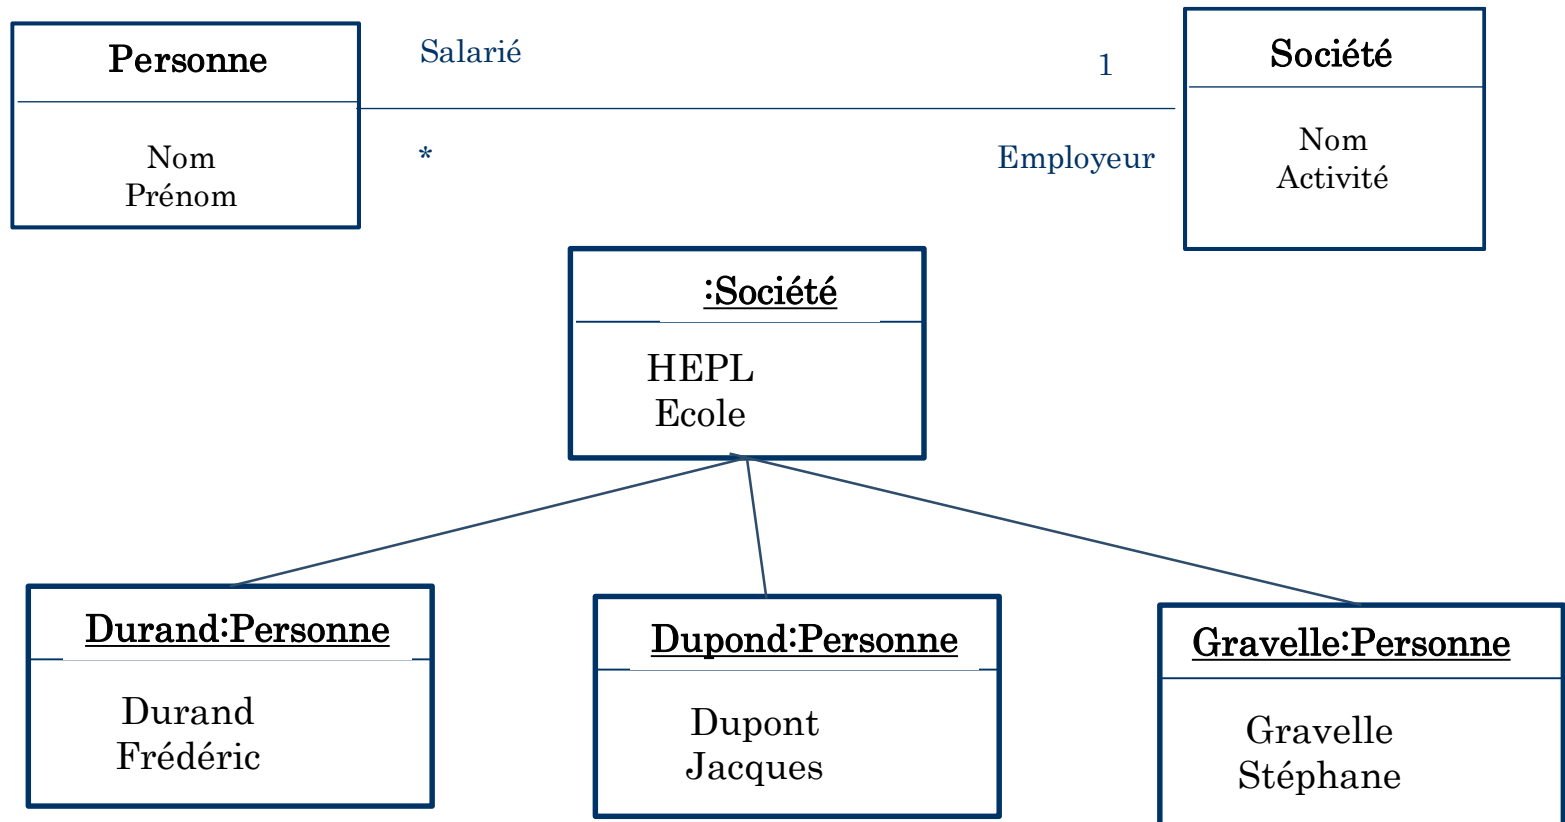 Personne
Nom
Prénom
Salarié
*
1
Employeur
Société
Nom
Activité
:Société
HEPL
Ecole
Durand:Personne
Durand
Frédéric
Dupond:Personne
Dupont
Jacques
Gravelle:Personne
Gravelle
Stéphane